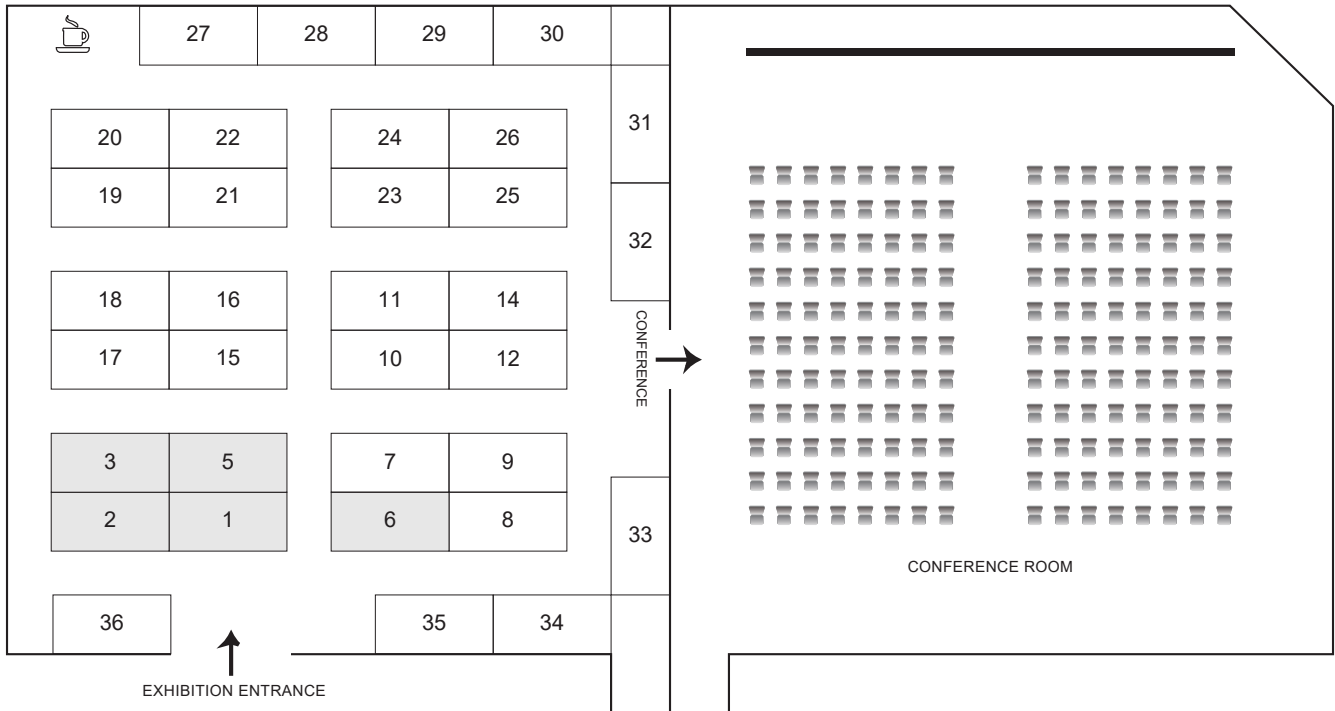 27 28 29 30
31
20 22 24 26
19 21 23 25
32
18 16 11 14
17 15 10 12
CONFERENCE
3 5 7 9
2 1 6 8
33
CONFERENCE ROOM
36 35 34
EXHIBITION ENTRANCE